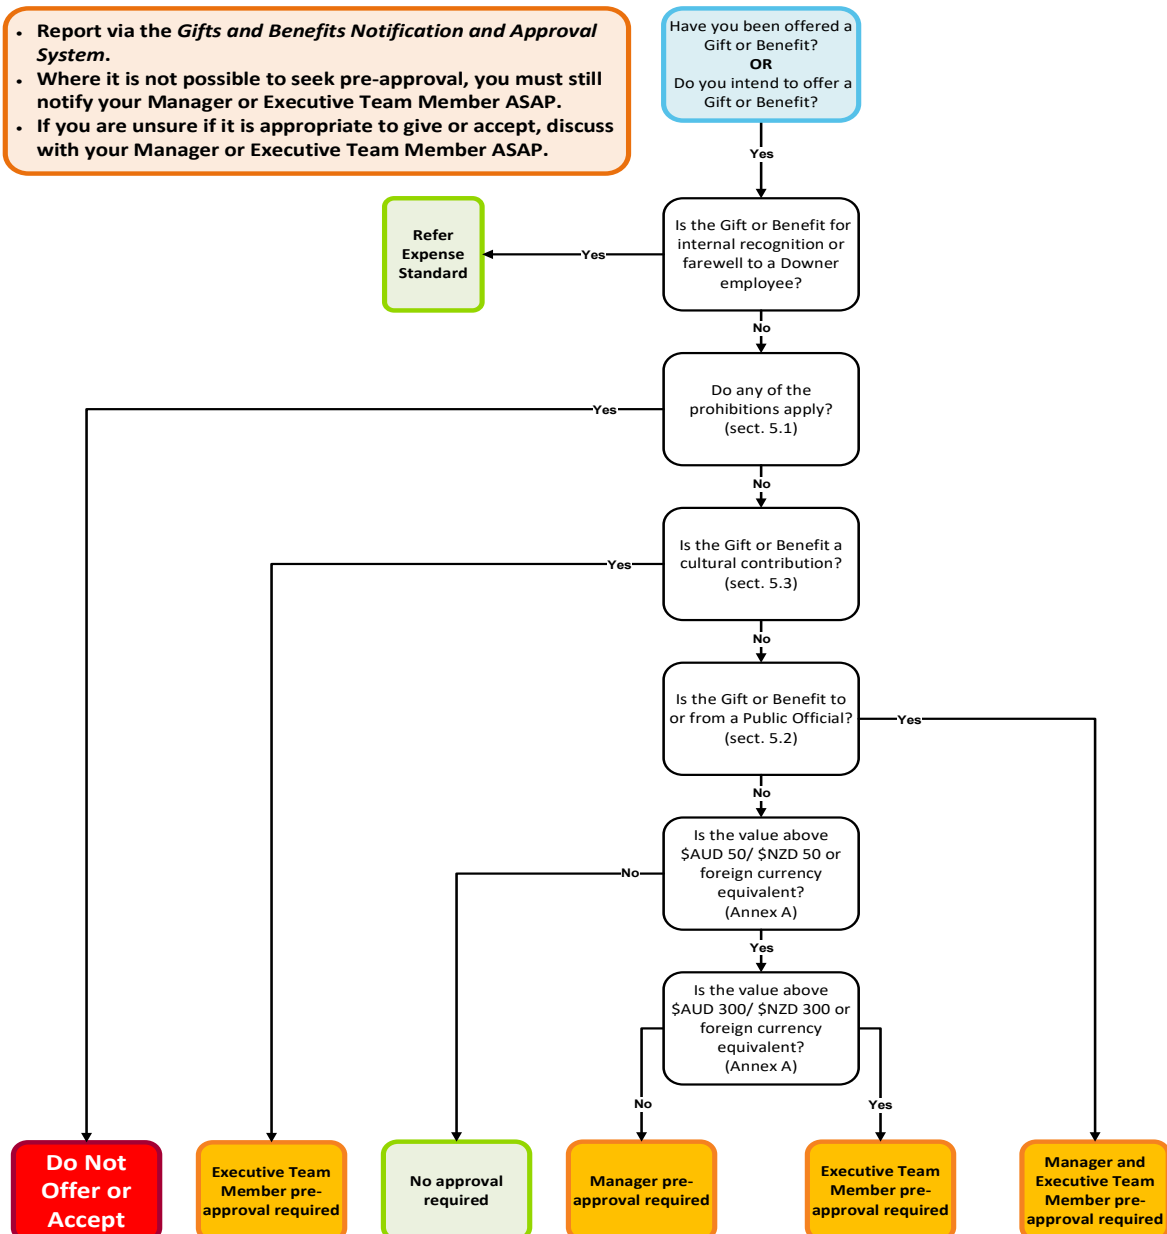 • Report via the Gifts and Benefits Notification and Approval
System.
• Where it is not possible to seek pre-approval, you must still
notify your Manager or Executive Team Member ASAP.
• If you are unsure if it is appropriate to give or accept, discuss
with your Manager or Executive Team Member ASAP.
Have you been offered a
Gift or Benefit?
OR
Do you intend to offer a
Gift or Benefit?
Yes
Is the Gift or Benefit for
internal recognition or
farewell to a Downer
employee?
Yes
Refer
Expense
Standard
No
Do any of the
prohibitions apply?
(sect. 5.1)
Yes
No
Is the Gift or Benefit a
cultural contribution?
(sect. 5.3)
Yes
No
Is the Gift or Benefit to
or from a Public Official?
(sect. 5.2)
Yes
No
Is the value above
$AUD 50/ $NZD 50 or
foreign currency
equivalent?
(Annex A)
No
Yes
Is the value above
$AUD 300/ $NZD 300 or
foreign currency
equivalent?
(Annex A)
No
Yes
Do Not
Offer or
Accept
Executive Team
Member pre-
approval required
No approval
required
Manager pre-
approval required
Executive Team
Member pre-
approval required
Manager and
Executive Team
Member pre-
approval required